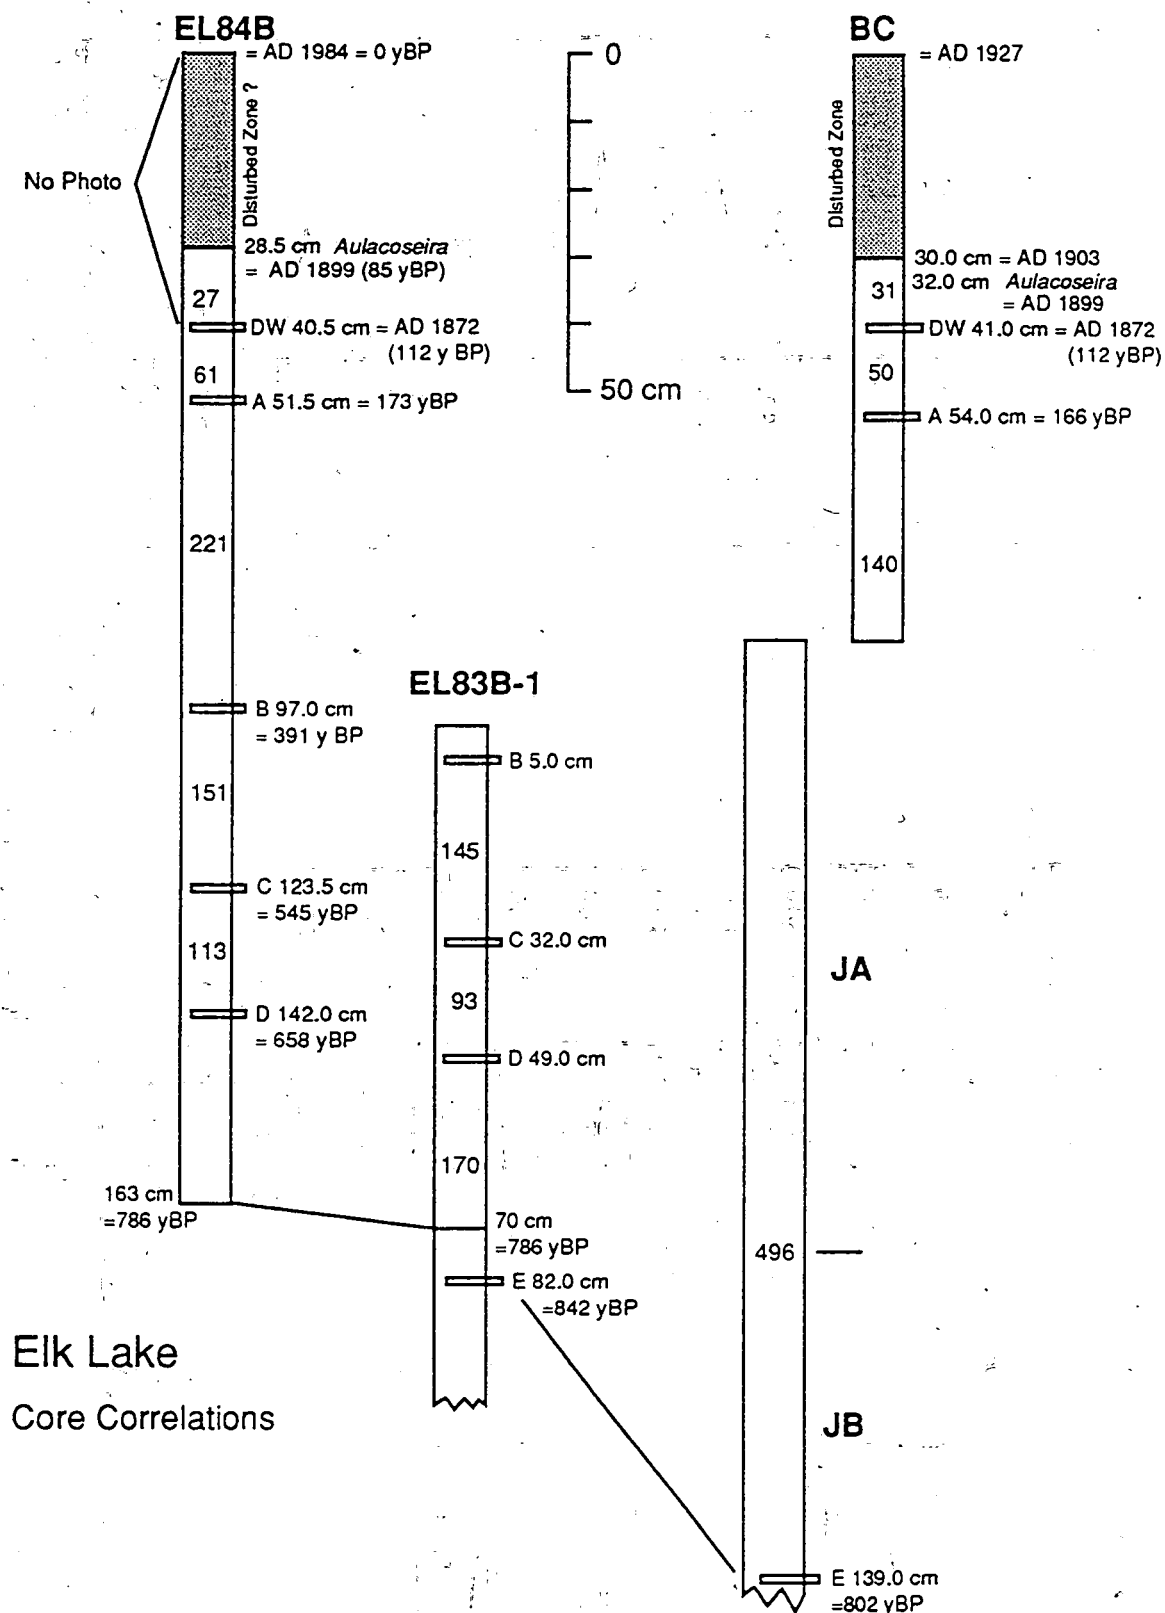 EL84B
= AD 1984 = 0 yBP
Disturbed Zone ?
No Photo
28.5 cm Aulacoseira
= AD 1899 (85 yBP)
27
DW 40.5 cm = AD 1872
(112 y BP)
61
A 51.5 cm = 173 yBP
221
B 97.0 cm
= 391 y BP
151
C 123.5 cm
= 545 yBP
113
D 142.0 cm
= 658 yBP
163 cm
=786 yBP
0
50 cm
BC
= AD 1927
Disturbed Zone
30.0 cm = AD 1903
31
32.0 cm Aulacoseira
= AD 1899
DW 41.0 cm = AD 1872
(112 yBP)
50
A 54.0 cm = 166 yBP
140
EL83B-1
B 5.0 cm
145
C 32.0 cm
93
D 49.0 cm
170
70 cm
=786 yBP
E 82.0 cm
=842 yBP
JA
496
JB
E 139.0 cm
=802 yBP
Elk Lake
Core Correlations